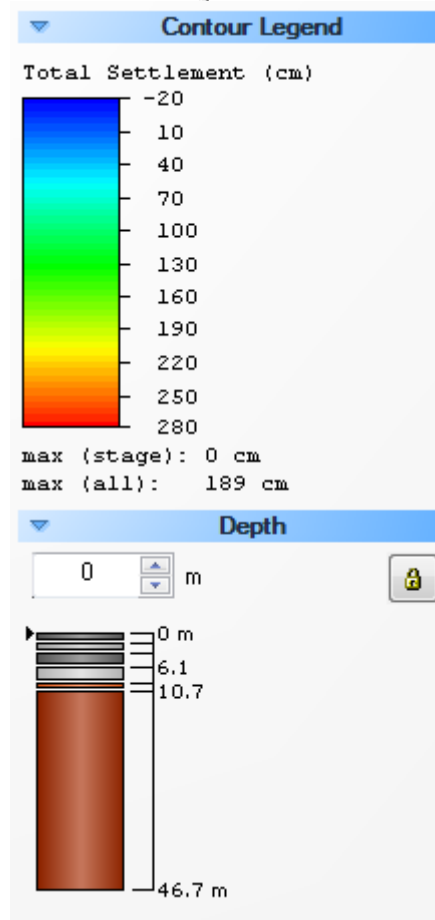 Contour Legend
Total Settlement (cm)
-20
10
40
70
100
130
160
190
220
250
280
max (stage): 0 cm
max (all): 189 cm
Depth
0 m
0 m
6.1
10.7
46.7 m